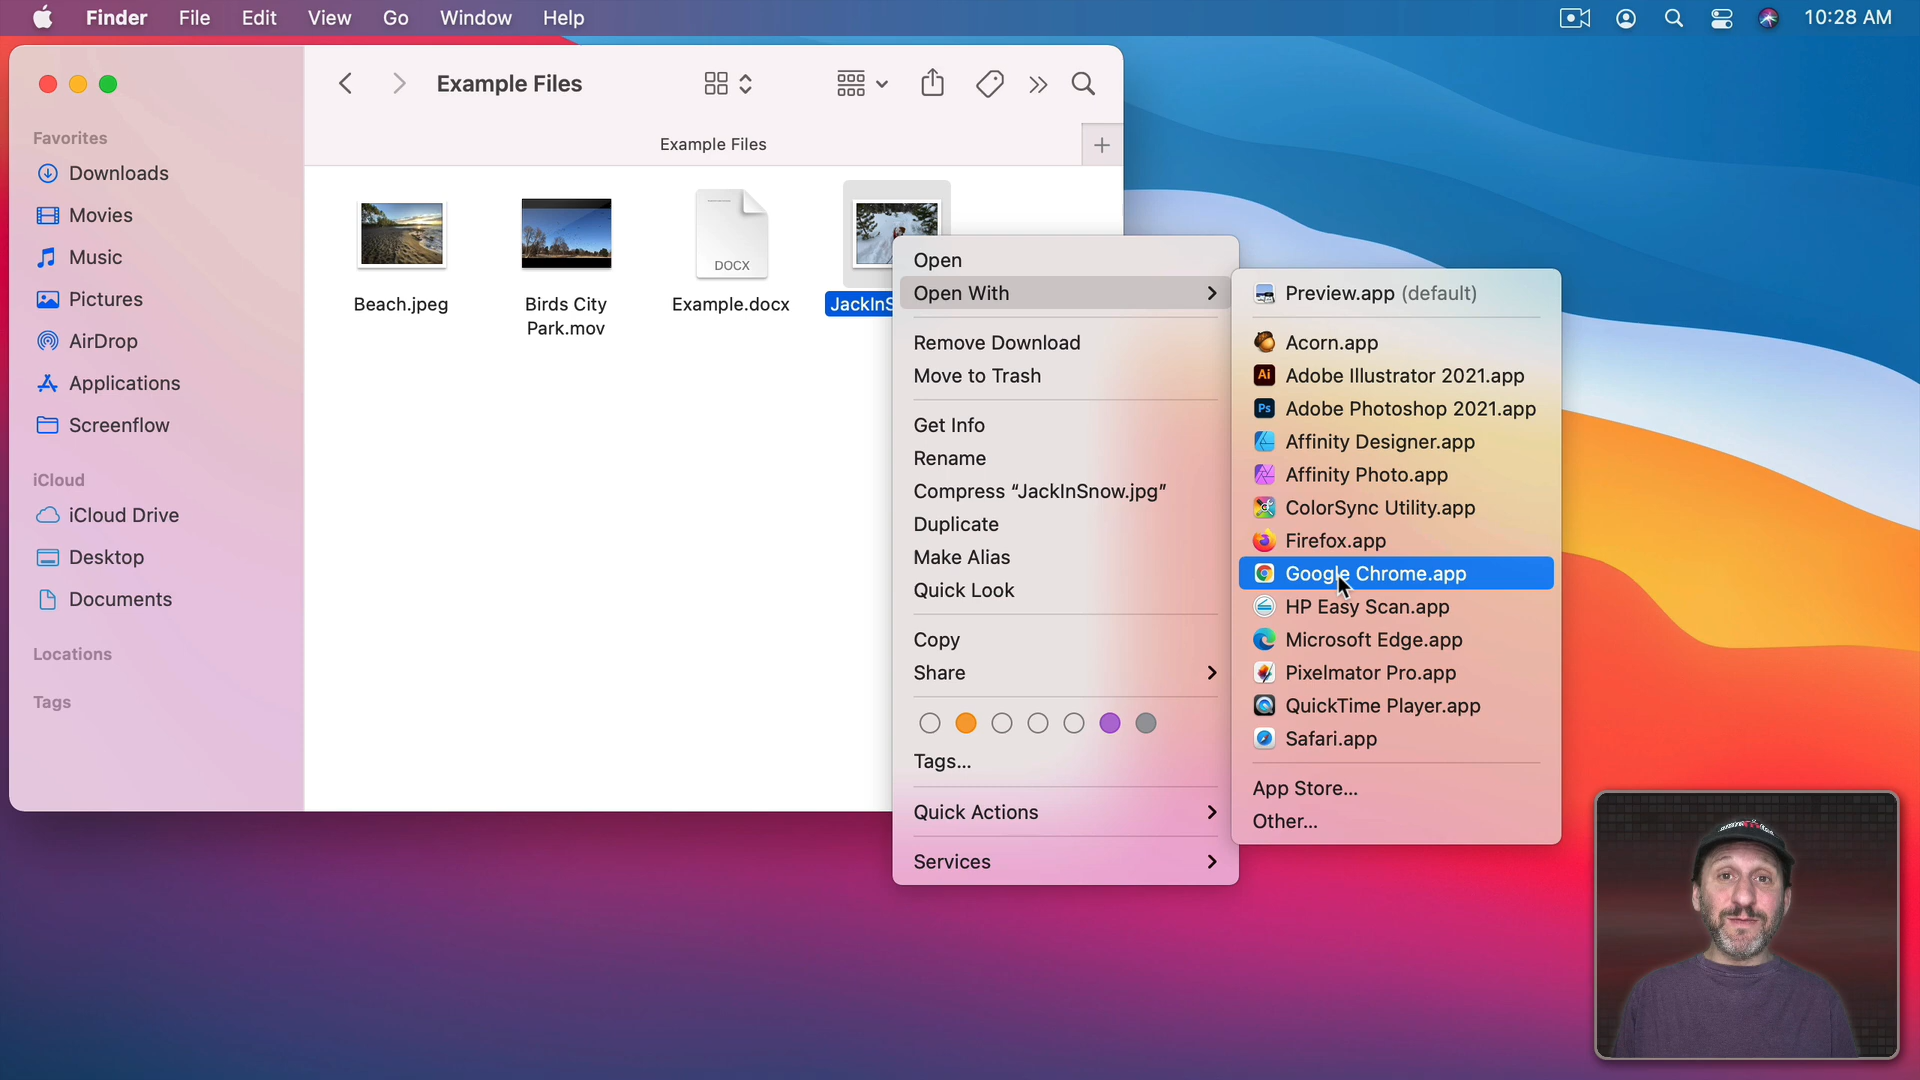 Finder File Edit View Go Window Help 10:28 AM
Example Files
Example Files
Favorites
Downloads
Movies
Music
Pictures
AirDrop
Applications
Screenflow
iCloud
iCloud Drive
Desktop
Documents
Locations
Tags
Beach.jpeg
Birds City
Park.mov
DOCX
Example.docx
JackInS
Open
Open With
Remove Download
Move to Trash
Get Info
Rename
Compress “JackInSnow.jpg”
Duplicate
Make Alias
Quick Look
Copy
Share
Tags...
Quick Actions
Services
Preview.app (default)
Acorn.app
Ai Adobe Illustrator 2021.app
Ps Adobe Photoshop 2021.app
Affinity Designer.app
Affinity Photo.app
ColorSync Utility.app
Firefox.app
Google Chrome.app
HP Easy Scan.app
Microsoft Edge.app
Pixelmator Pro.app
QuickTime Player.app
Safari.app
App Store...
Other...